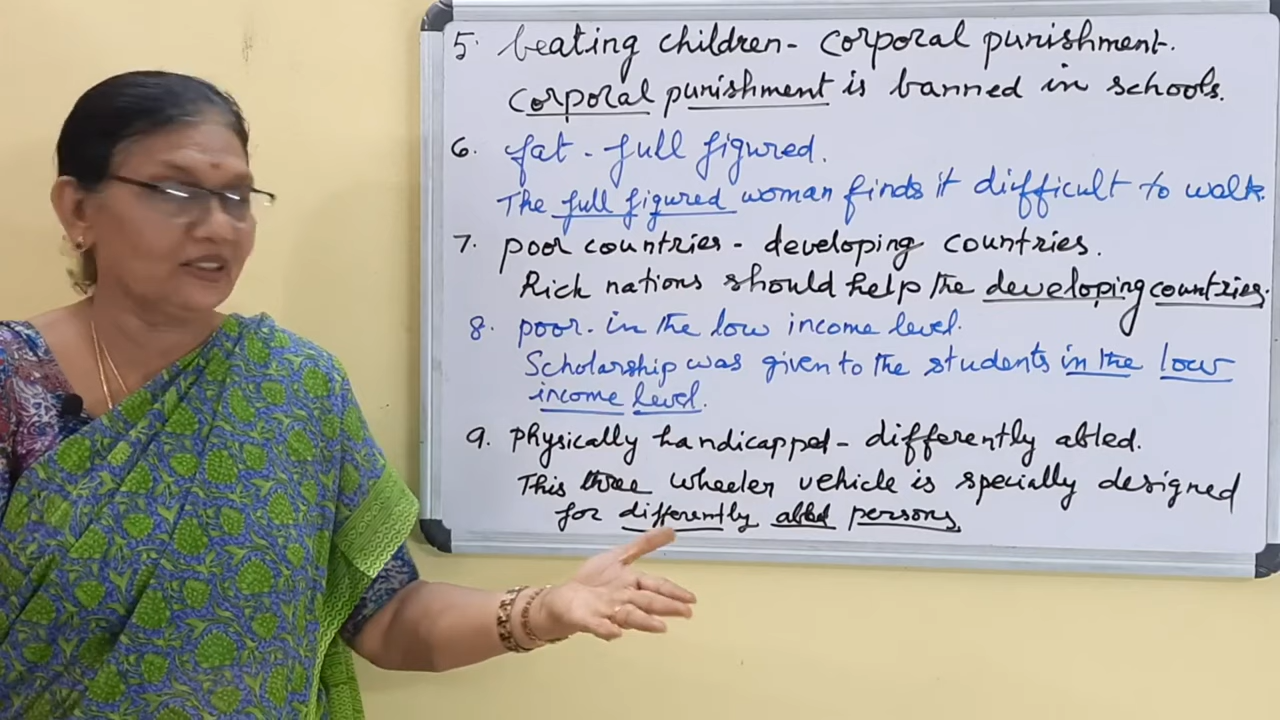 5. beating children - corporal punishment.
corporal punishment is banned in schools.
6. fat - full figured.
The full figured woman finds it difficult to walk.
7. poor countries - developing countries.
Rich nations should help the developing countries.
8. poor - in the low income level.
Scholarship was given to the students in the low
income level.
9. Physically handicapped - differently abled.
This three wheeler vehicle is specially designed
for differently abled persons.